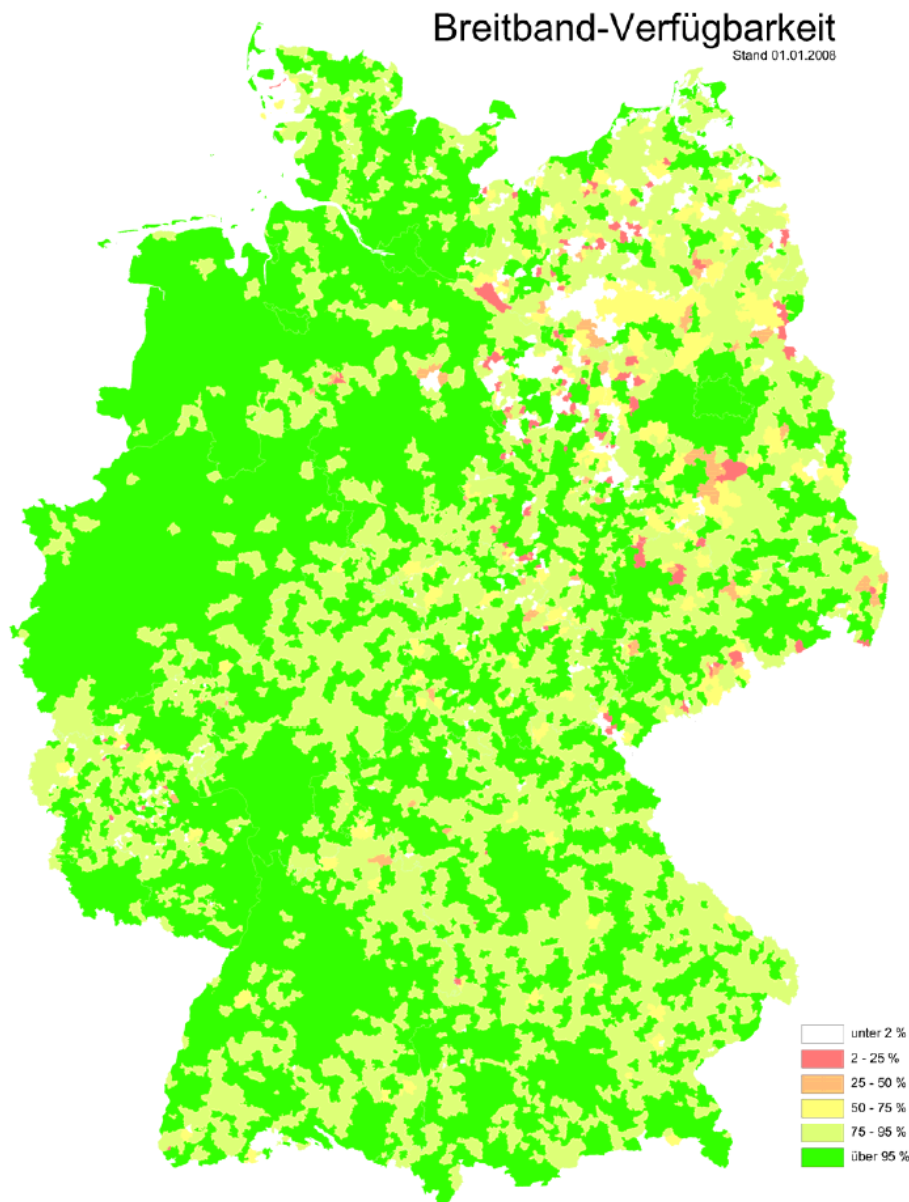 Breitband-Verfügbarkeit
Stand 01.01.2008
unter 2 %
2 - 25 %
25 - 50 %
50 - 75 %
75 - 95 %
über 95 %